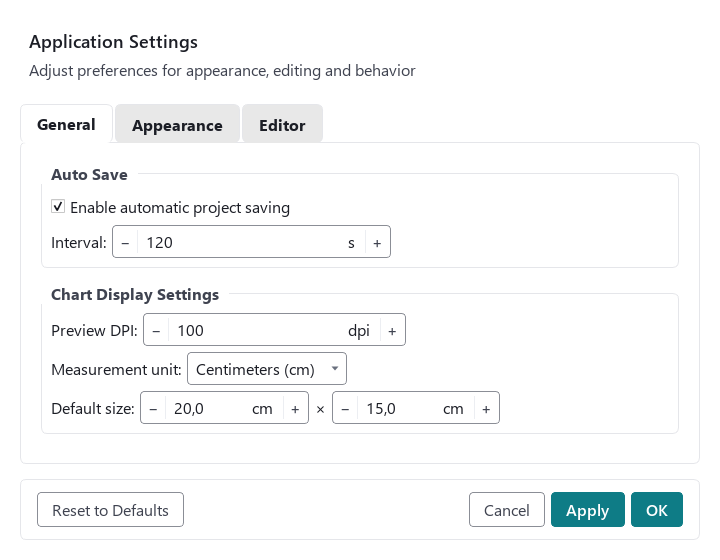 Application Settings
Adjust preferences for appearance, editing and behavior
General Appearance Editor
Auto Save
Enable automatic project saving
Interval: – 120 s +
Chart Display Settings
Preview DPI: – 100 dpi +
Measurement unit: Centimeters (cm)
Default size: – 20,0 cm + × – 15,0 cm +
Reset to Defaults Cancel Apply OK